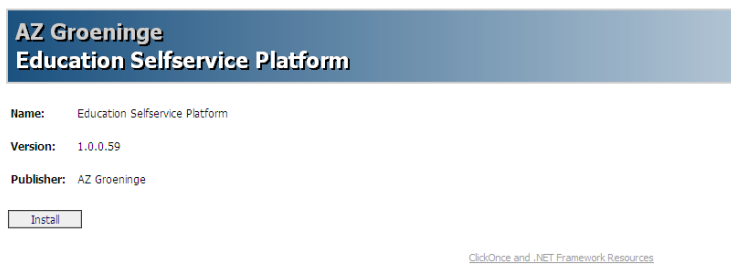 AZ Groeninge
Education Selfservice Platform
Name: Education Selfservice Platform
Version: 1.0.0.59
Publisher: AZ Groeninge
Install
ClickOnce and .NET Framework Resources